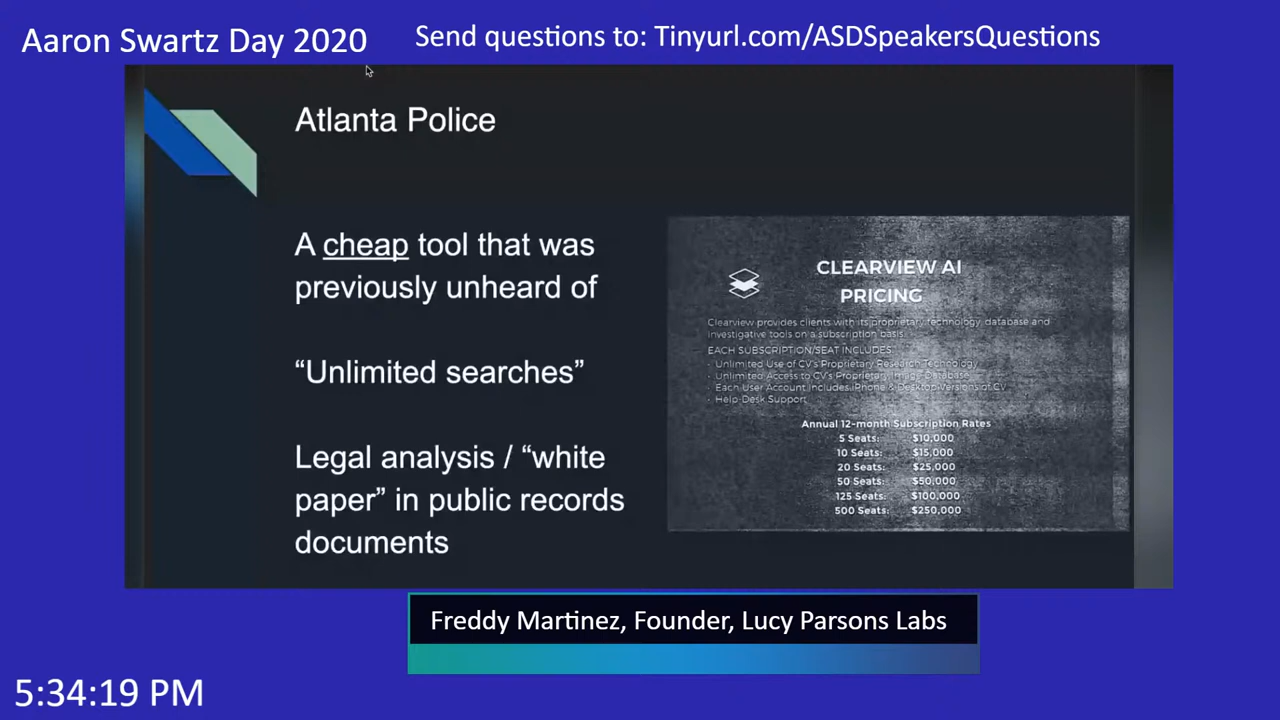 Aaron Swartz Day 2020
Send questions to: Tinyurl.com/ASDSpeakersQuestions
Atlanta Police
A cheap tool that was
previously unheard of
“Unlimited searches”
Legal analysis / “white
paper” in public records
documents
CLEARVIEW AI
PRICING
Clearview provides clients with its proprietary technology, database and
investigative tools on a subscription basis.
EACH SUBSCRIPTION/SEAT INCLUDES:
· Unlimited Use of CV's Proprietary Research Technology
· Unlimited Access to CV's Proprietary Image Database
· Each User Account Includes iPhone & Desktop Versions of CV
· Help-Desk Support
Annual 12-month Subscription Rates
5 Seats: $10,000
10 Seats: $15,000
20 Seats: $25,000
50 Seats: $50,000
125 Seats: $100,000
500 Seats: $250,000
Freddy Martinez, Founder, Lucy Parsons Labs
5:34:19 PM